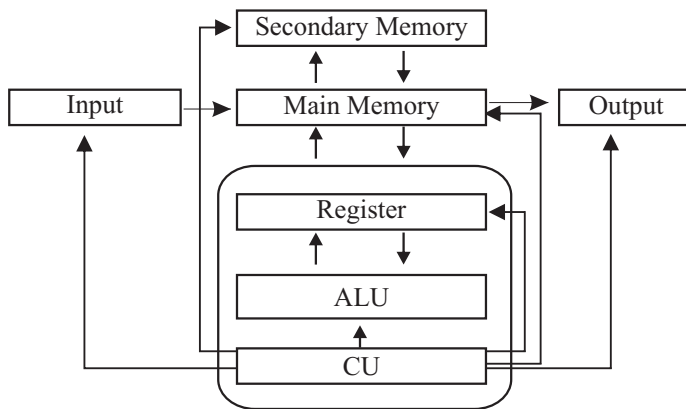 Secondary Memory
Input
Main Memory
Output
Register
ALU
CU